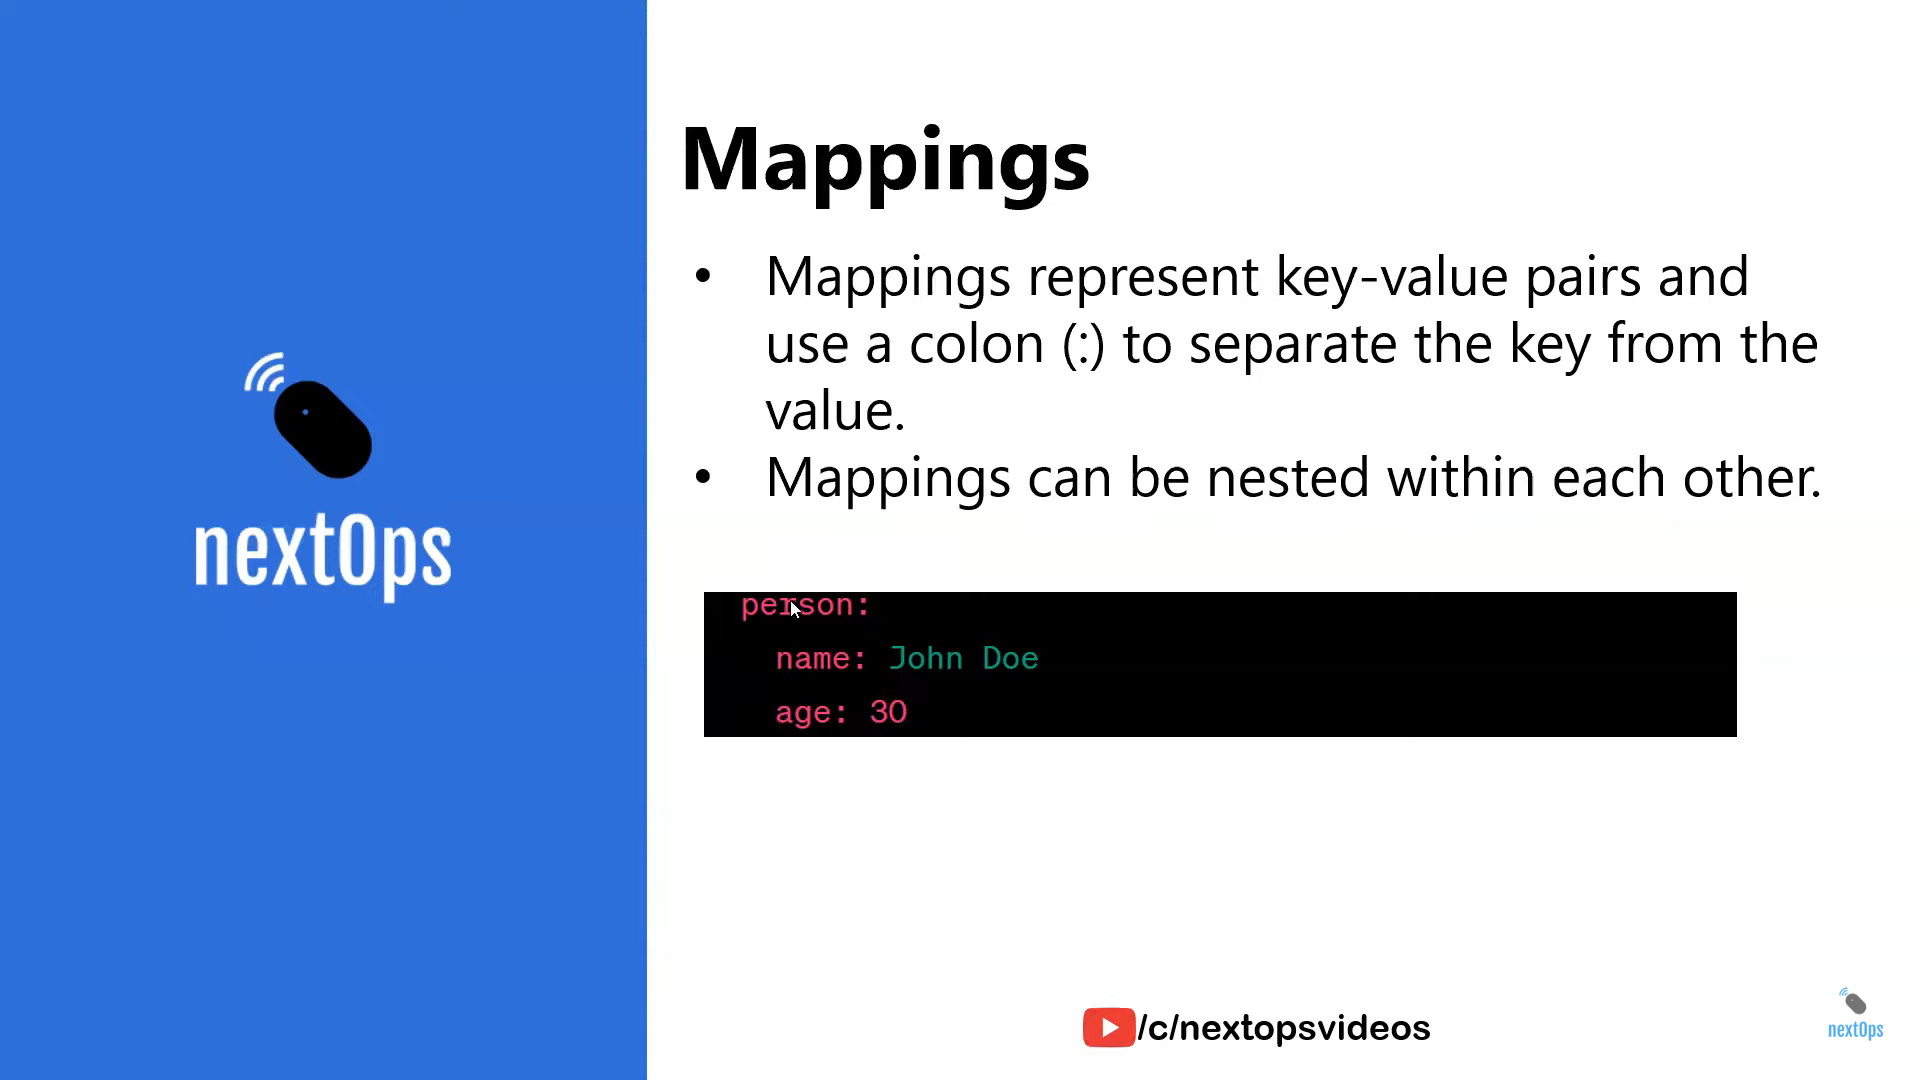 nextOps
Mappings
• Mappings represent key-value pairs and
use a colon (:) to separate the key from the
value.
• Mappings can be nested within each other.
person:
name: John Doe
age: 30
/c/nextopsvideos
nextOps